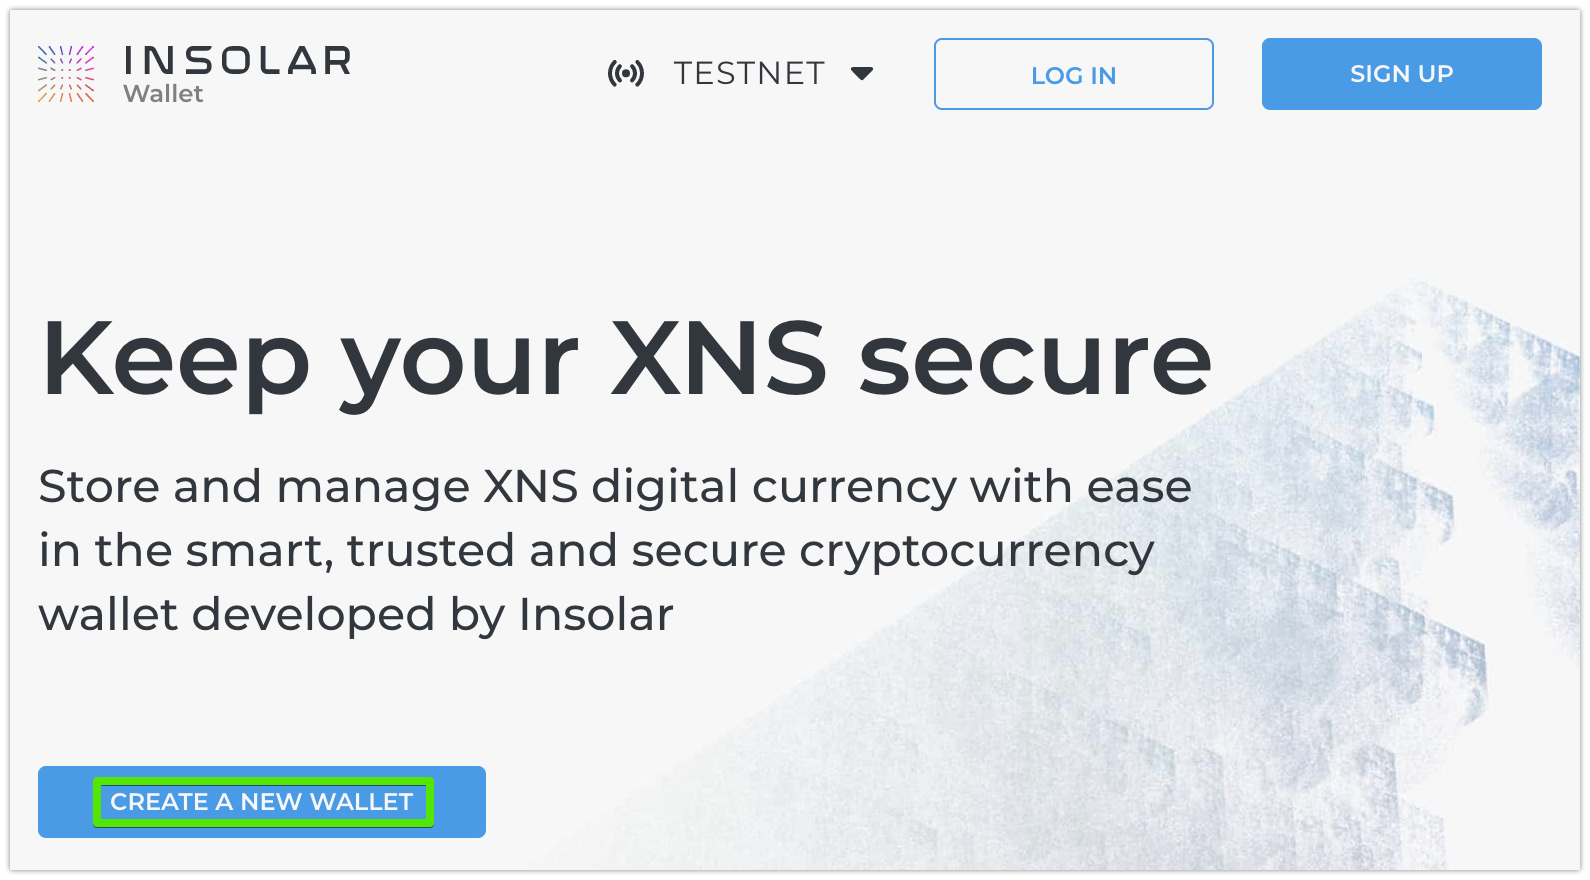 INSOLAR
Wallet
TESTNET
LOG IN
SIGN UP
Keep your XNS secure
Store and manage XNS digital currency with ease
in the smart, trusted and secure cryptocurrency
wallet developed by Insolar
CREATE A NEW WALLET